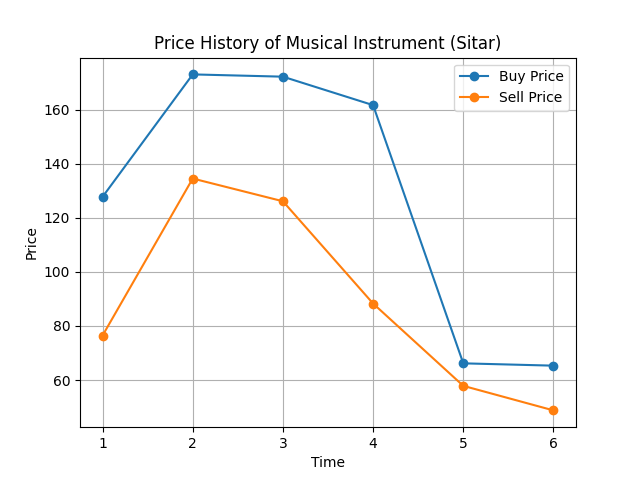 Price History of Musical Instrument (Sitar)
Buy Price
Sell Price
Price
160
140
120
100
80
60
1 2 3 4 5 6
Time